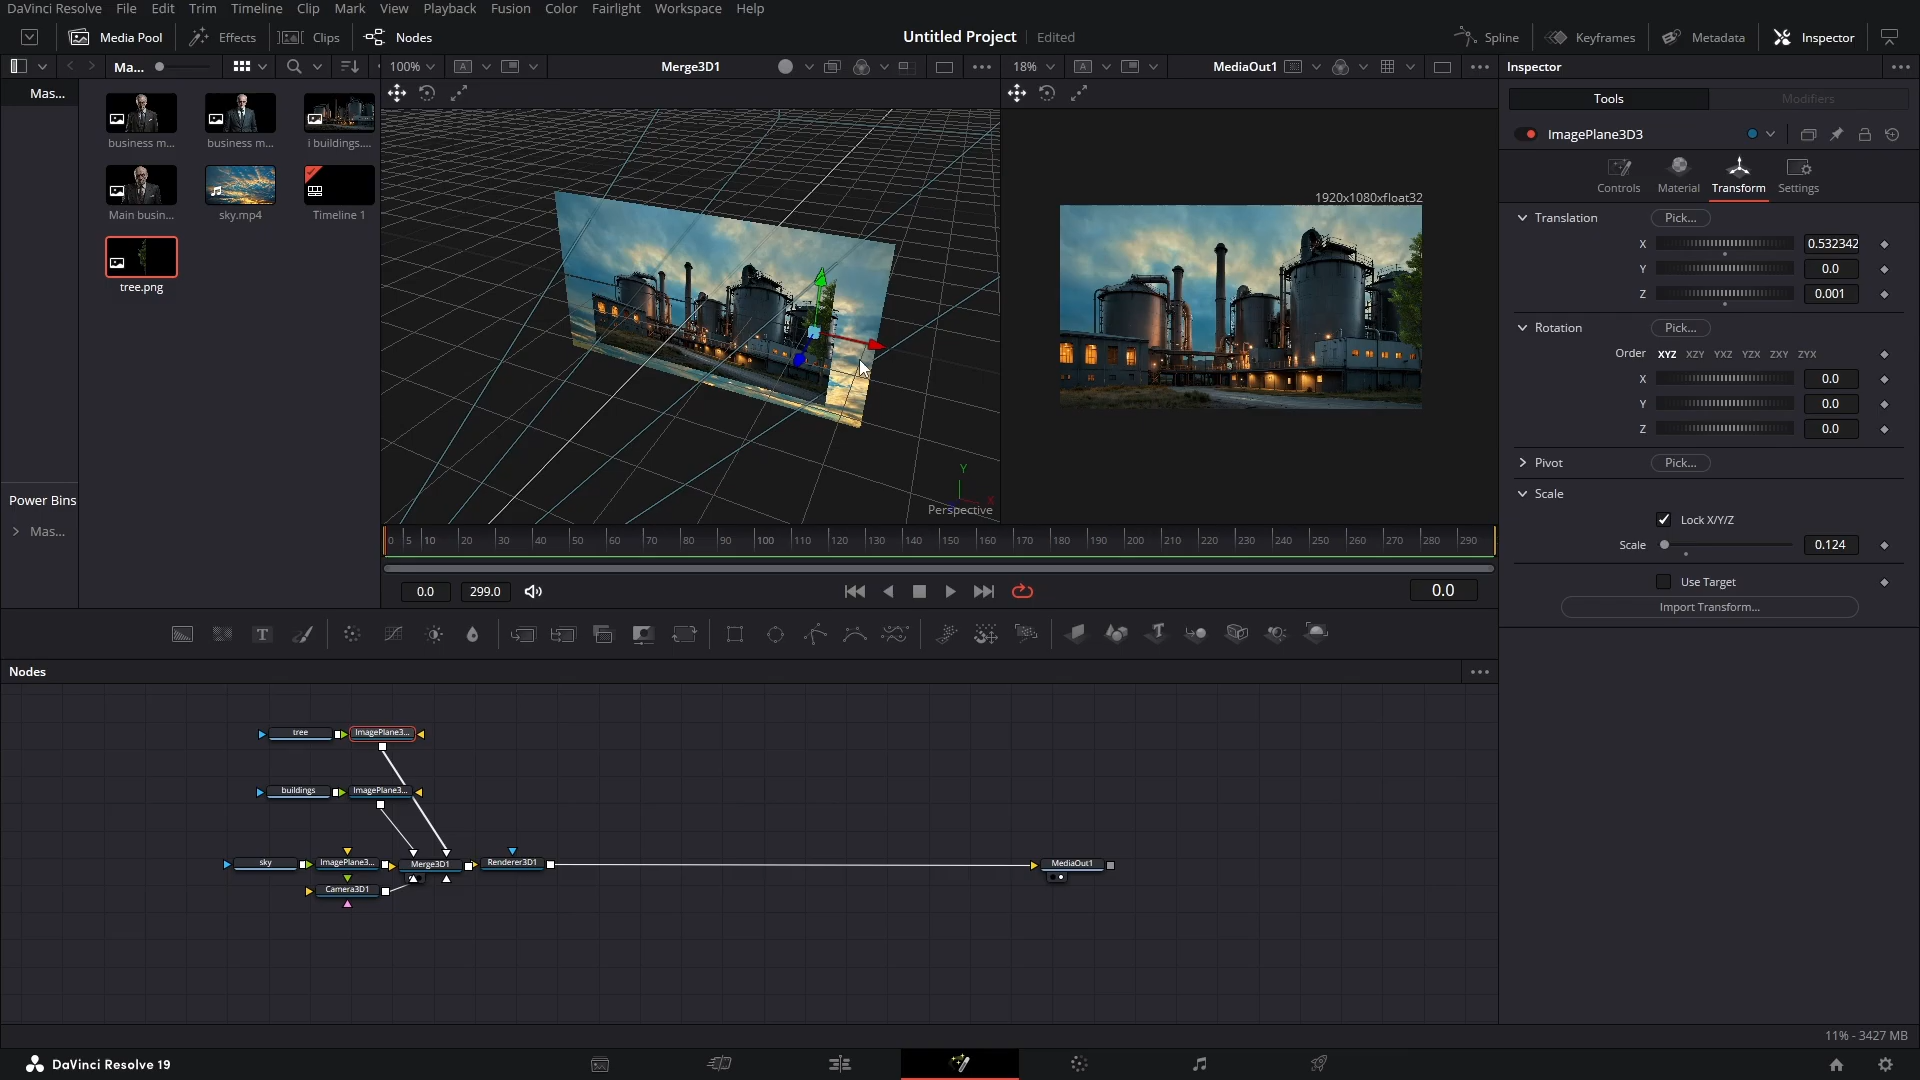 DaVinci Resolve File Edit Trim Timeline Clip Mark View Playback Fusion Color Fairlight Workspace Help
Media Pool Effects Clips Nodes Untitled Project Edited Spline Keyframes Metadata Inspector
Ma... 100% A Merge3D1 18% A MediaOut1 Inspector
Mas...
business m...
business m...
i buildings....
Main busin...
sky.mp4
Timeline 1
tree.png
Power Bins
Mas...
Y
X
Perspective
1920x1080xfloat32
0 5 10 20 30 40 50 60 70 80 90 100 110 120 130 140 150 160 170 180 190 200 210 220 230 240 250 260 270 280 290
0.0 299.0 0.0
T T
Tools Modifiers
ImagePlane3D3
Controls Material Transform Settings
Translation Pick...
X 0.532342
Y 0.0
Z 0.001
Rotation Pick...
Order XYZ XZY YXZ YZX ZXY ZYX
X 0.0
Y 0.0
Z 0.0
Pivot Pick...
Scale
Lock X/Y/Z
Scale 0.124
Use Target
Import Transform...
Nodes
tree ImagePlane3...
buildings ImagePlane3...
sky ImagePlane3... Merge3D1 Renderer3D1 MediaOut1
Camera3D1
11% - 3427 MB
DaVinci Resolve 19